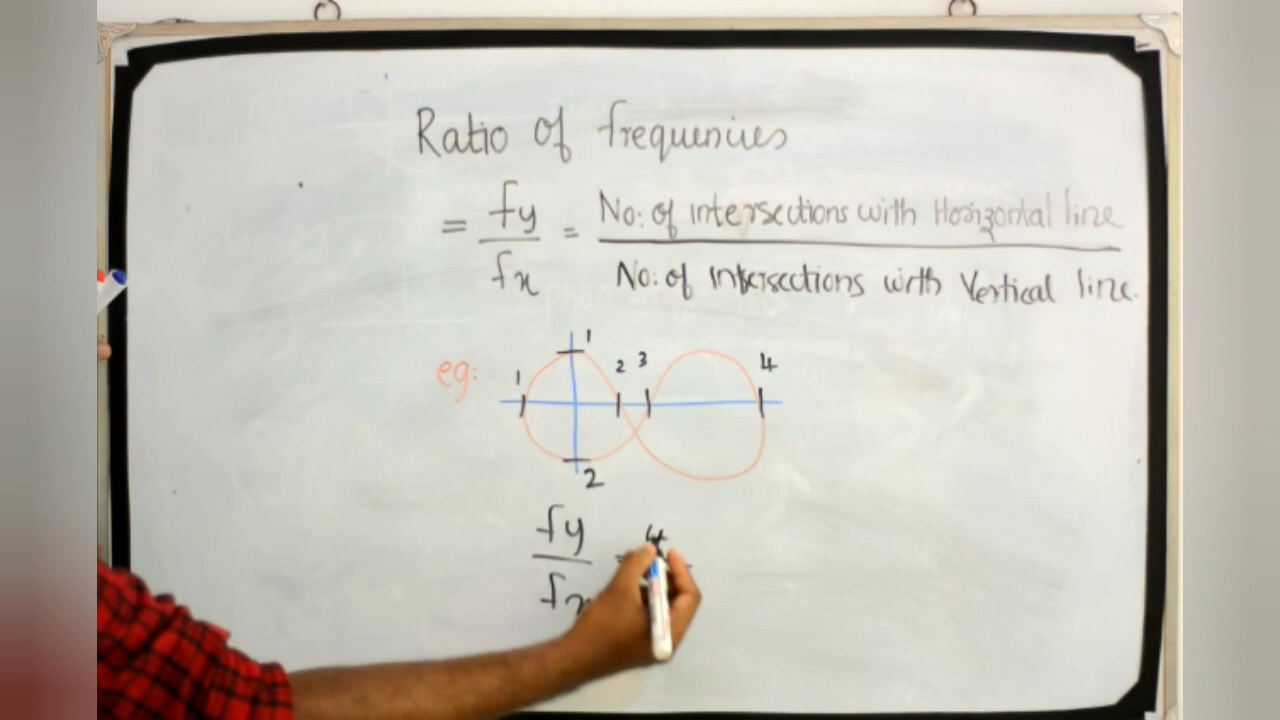 Ratio of frequencies
= fy/fx = No: of intersections with Horizontal line / No: of Intersections with Vertical line.
eg: 1 1 2 3 4
2
fy/fx = 4